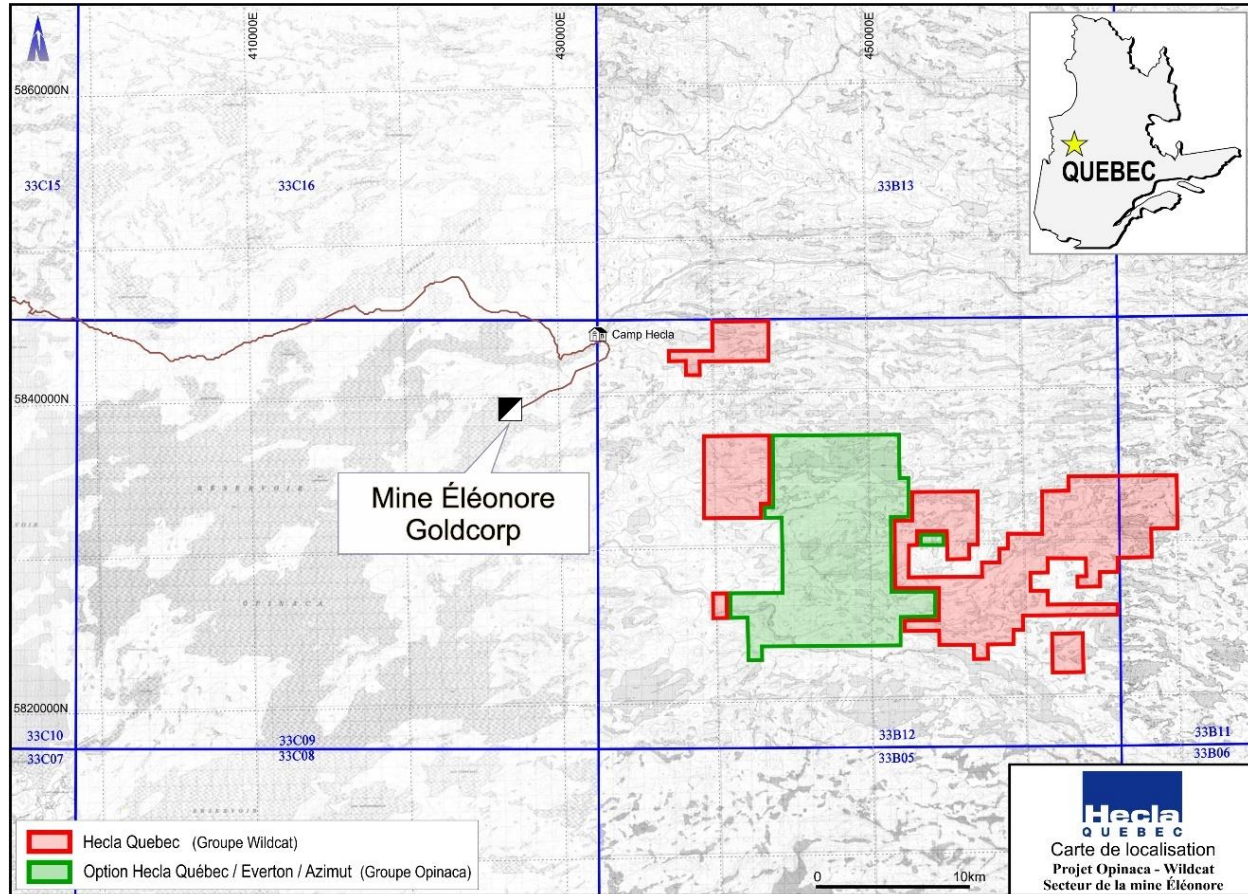 410000E
430000E
450000E
5860000N
33C15
33C16
33B13
QUEBEC
Camp Hecla
5840000N
Mine Éléonore
Goldcorp
RÉSERVOIR
OPINACA
5820000N
33C10
33C09
33B12
33B11
33C07
33C08
33B05
33B06
RESERVOIR
Hecla Quebec (Groupe Wildcat)
Option Hecla Québec / Everton / Azimut (Groupe Opinaca)
0 10km
Hecla
QUEBEC
Carte de localisation
Projet Opinaca - Wildcat
Secteur de la mine Éléonore